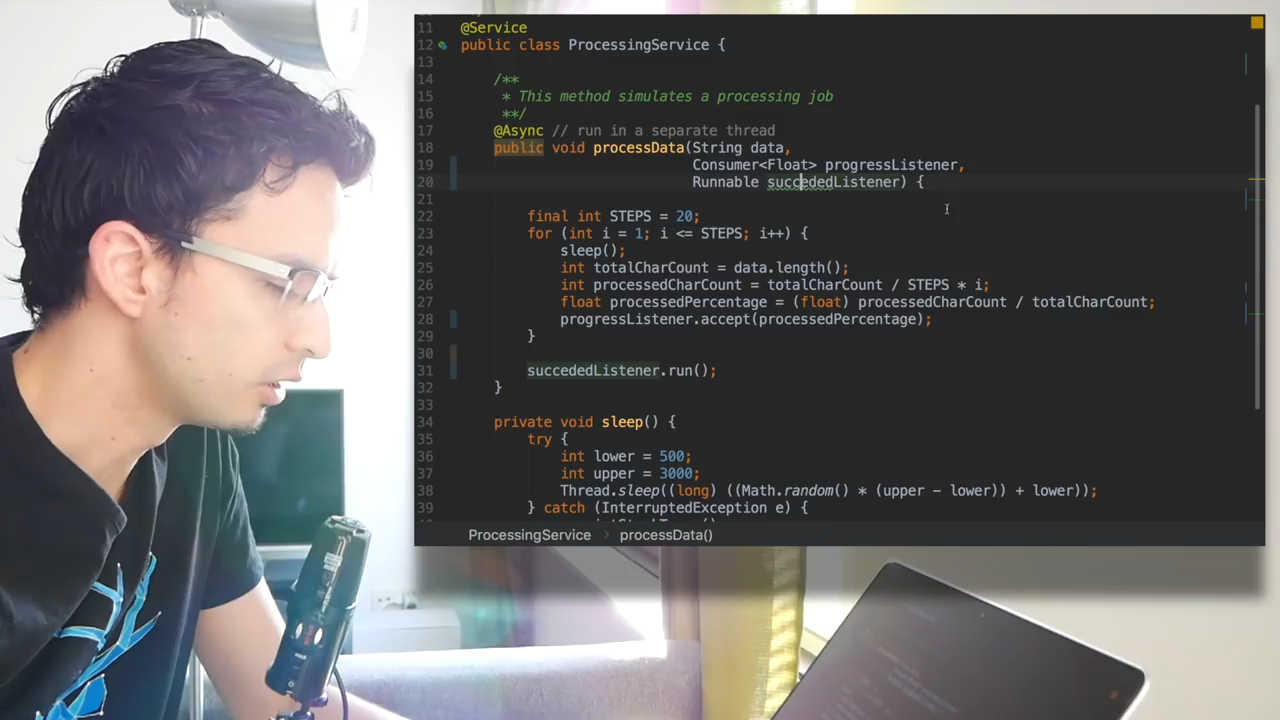 11 @Service
12 public class ProcessingService {
13
14 /**
15 * This method simulates a processing job
16 **/
17 @Async // run in a separate thread
18 public void processData(String data,
19 Consumer<Float> progressListener,
20 Runnable succededListener) {
21
22 final int STEPS = 20;
23 for (int i = 1; i <= STEPS; i++) {
24 sleep();
25 int totalCharCount = data.length();
26 int processedCharCount = totalCharCount / STEPS * i;
27 float processedPercentage = (float) processedCharCount / totalCharCount;
28 progressListener.accept(processedPercentage);
29 }
30
31 succededListener.run();
32 }
33
34 private void sleep() {
35 try {
36 int lower = 500;
37 int upper = 3000;
38 Thread.sleep((long) ((Math.random() * (upper - lower)) + lower));
39 } catch (InterruptedException e) {
ProcessingService > processData()